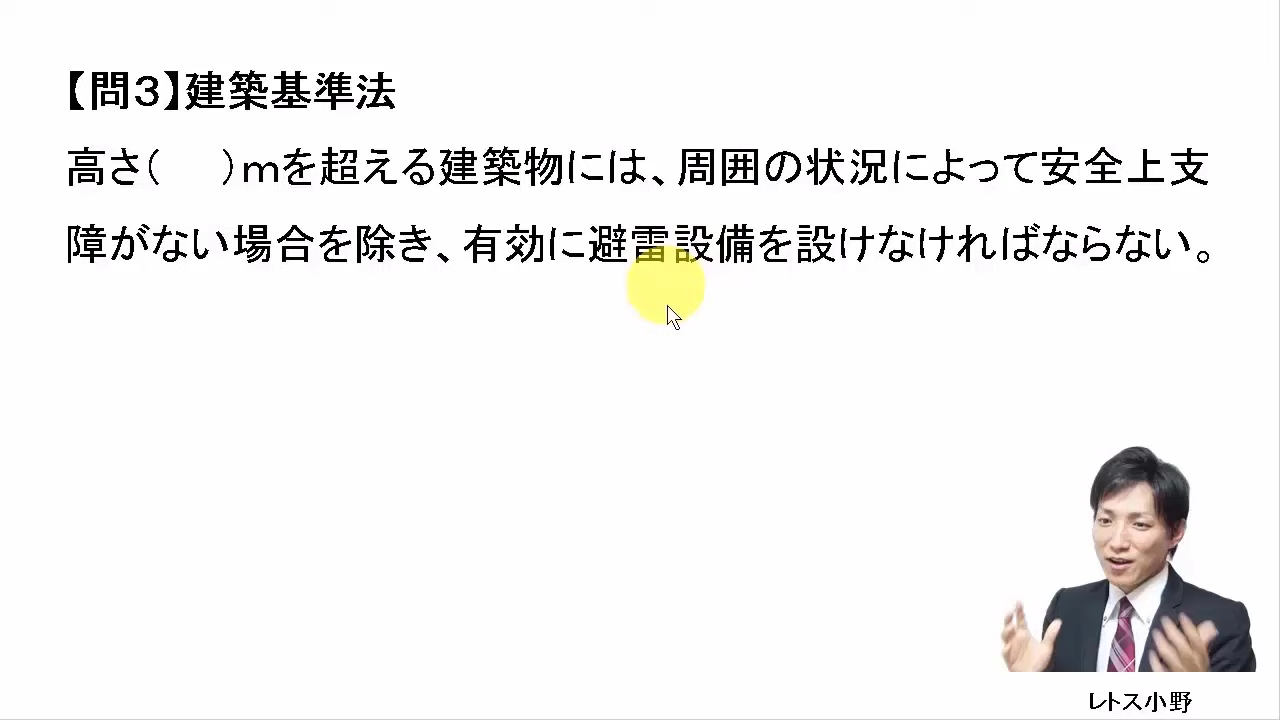 【問３】建築基準法
高さ（　）ｍを超える建築物には、周囲の状況によって安全上支
障がない場合を除き、有効に避雷設備を設けなければならない。
レトス小野